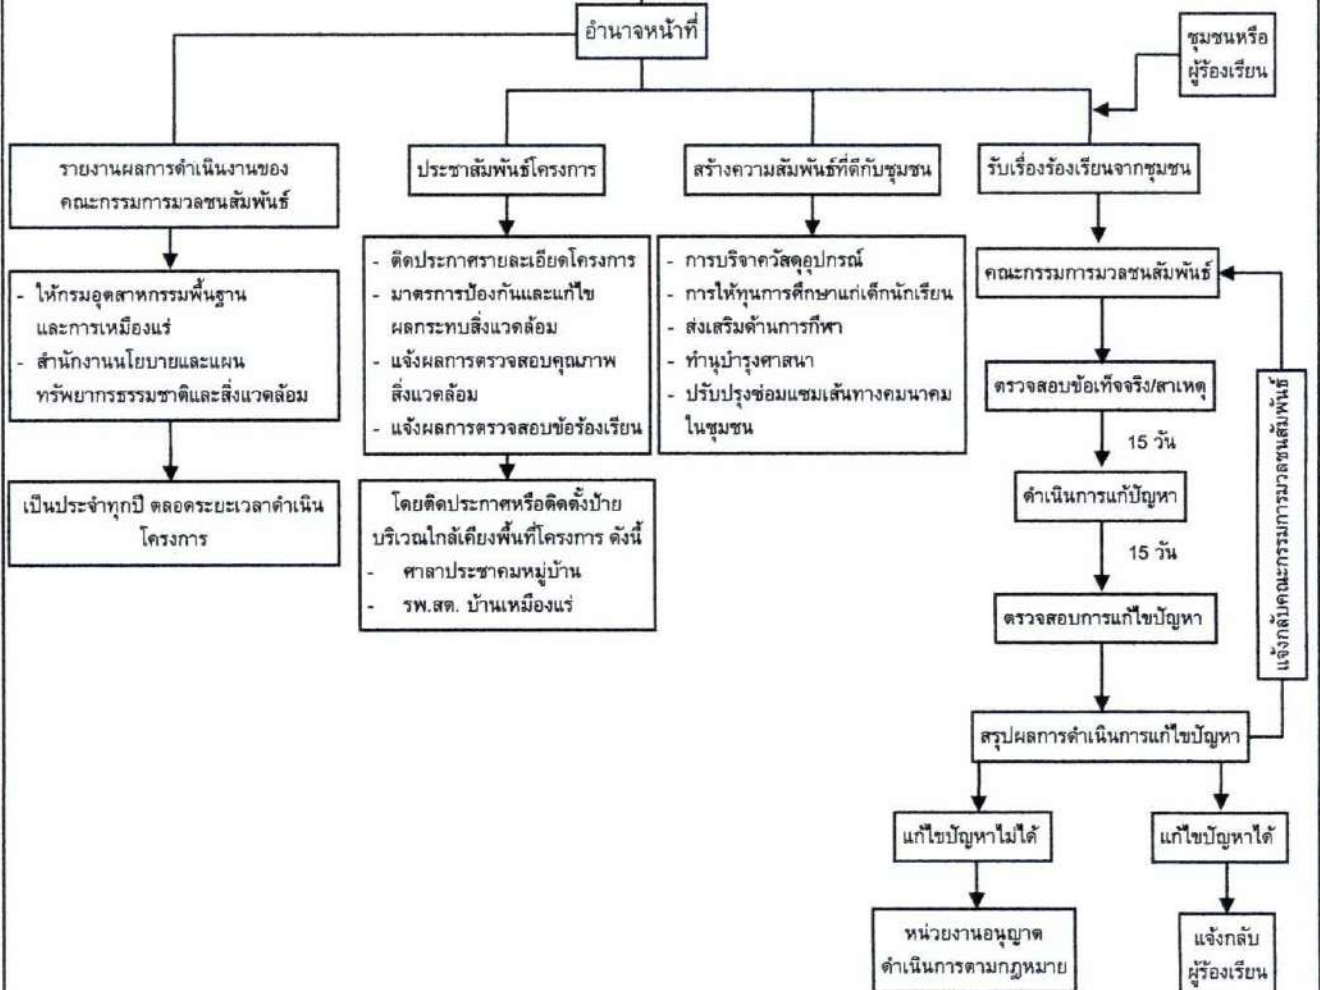 อำนาจหน้าที่
ชุมชนหรือ
ผู้ร้องเรียน
รายงานผลการดำเนินงานของ
คณะกรรมการมวลชนสัมพันธ์
- ให้กรมอุตสาหกรรมพื้นฐาน
และการเหมืองแร่
- สำนักงานนโยบายและแผน
ทรัพยากรธรรมชาติและสิ่งแวดล้อม
เป็นประจำทุกปี ตลอดระยะเวลาดำเนิน
โครงการ
ประชาสัมพันธ์โครงการ
- ติดประกาศรายละเอียดโครงการ
- มาตรการป้องกันและแก้ไข
ผลกระทบสิ่งแวดล้อม
- แจ้งผลการตรวจสอบคุณภาพ
สิ่งแวดล้อม
- แจ้งผลการตรวจสอบข้อร้องเรียน
โดยติดประกาศหรือติดตั้งป้าย
บริเวณใกล้เคียงพื้นที่โครงการ ดังนี้
- ศาลาประชาคมหมู่บ้าน
- รพ.สต. บ้านเหมืองแร่
สร้างความสัมพันธ์ที่ดีกับชุมชน
- การบริจาควัสดุอุปกรณ์
- การให้ทุนการศึกษาแก่เด็กนักเรียน
- ส่งเสริมด้านการกีฬา
- ทำนุบำรุงศาสนา
- ปรับปรุงซ่อมแซมเส้นทางคมนาคม
ในชุมชน
รับเรื่องร้องเรียนจากชุมชน
คณะกรรมการมวลชนสัมพันธ์
ตรวจสอบข้อเท็จจริง/สาเหตุ
15 วัน
ดำเนินการแก้ปัญหา
15 วัน
ตรวจสอบการแก้ไขปัญหา
สรุปผลการดำเนินการแก้ไขปัญหา
แจ้งกลับคณะกรรมการมวลชนสัมพันธ์
แก้ไขปัญหาไม่ได้
แก้ไขปัญหาได้
หน่วยงานอนุญาต
ดำเนินการตามกฎหมาย
แจ้งกลับ
ผู้ร้องเรียน